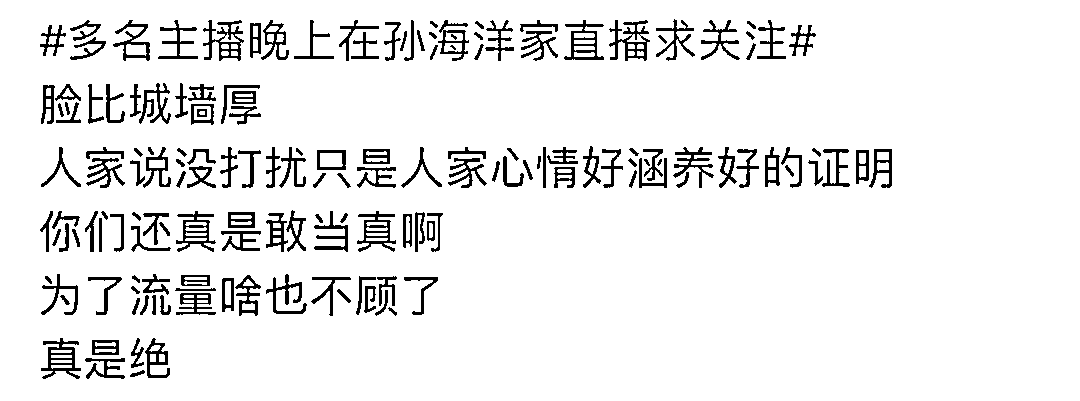 #多名主播晚上在孙海洋家直播求关注#
脸比城墙厚
人家说没打扰只是人家心情好涵养好的证明
你们还真是敢当真啊
为了流量啥也不顾了
真是绝